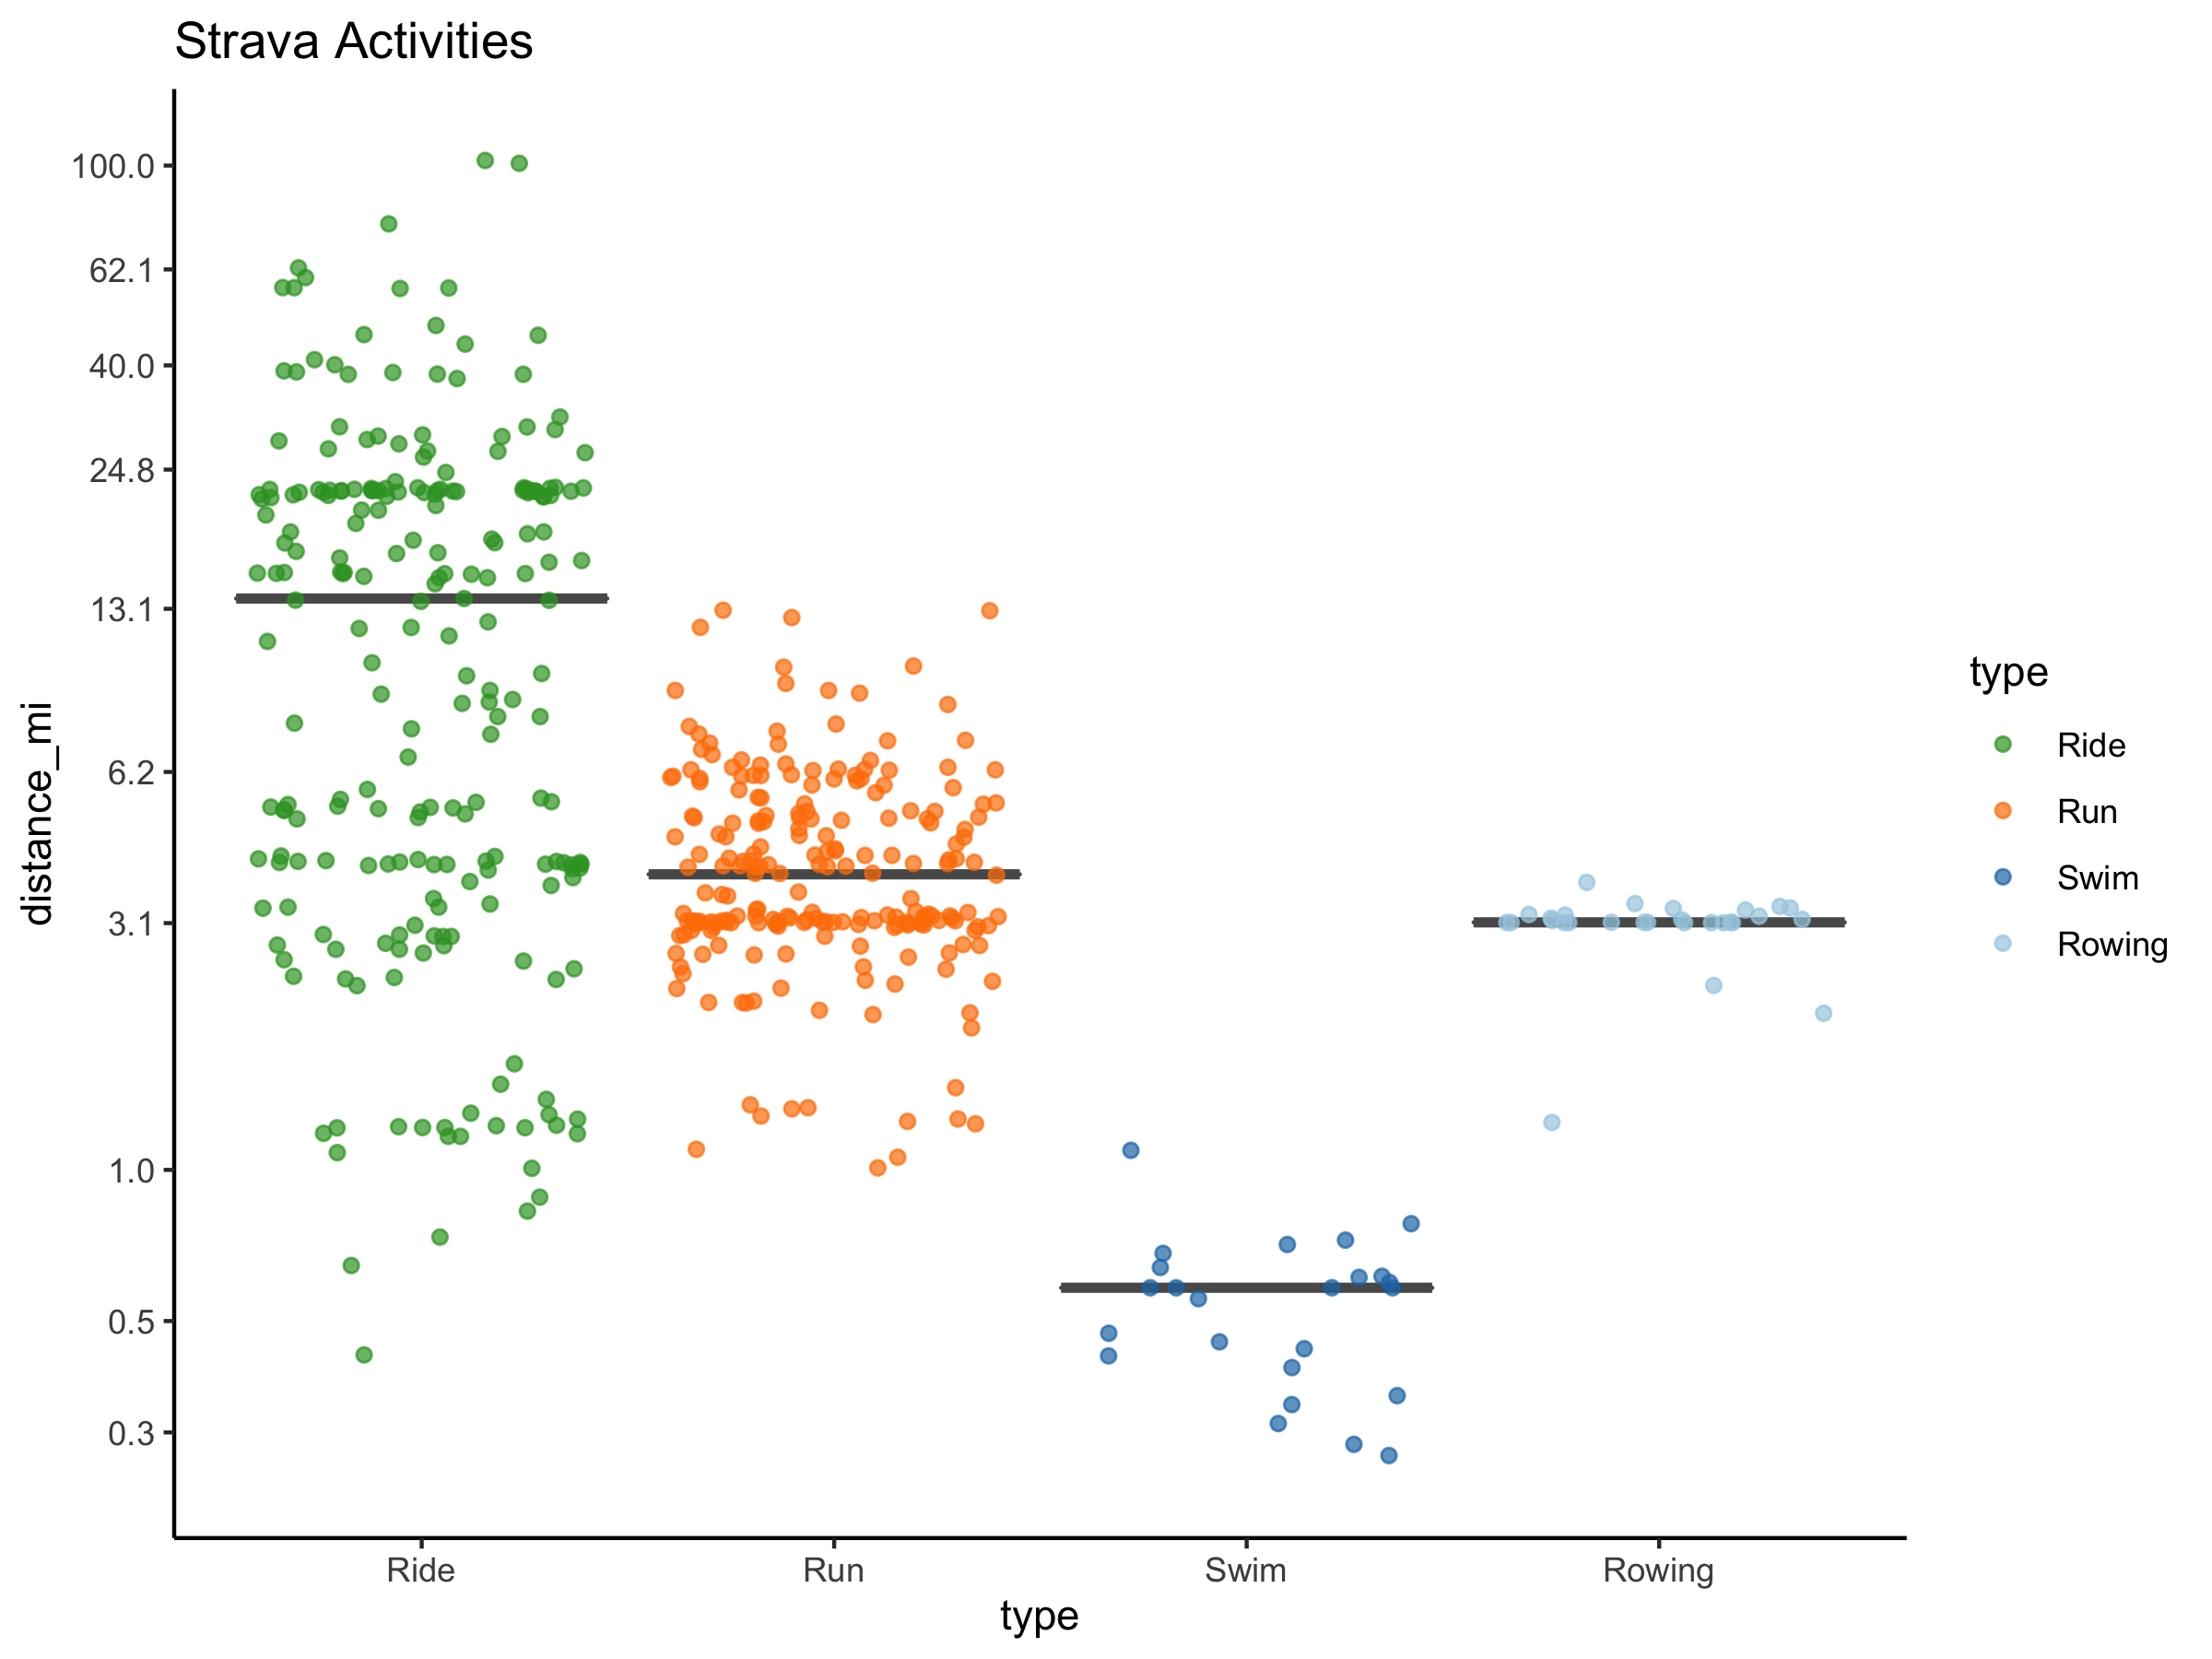 Strava Activities
100.0
62.1
40.0
24.8
13.1
6.2
3.1
1.0
0.5
0.3
distance_mi
Ride
Run
Swim
Rowing
type
type
Ride
Run
Swim
Rowing